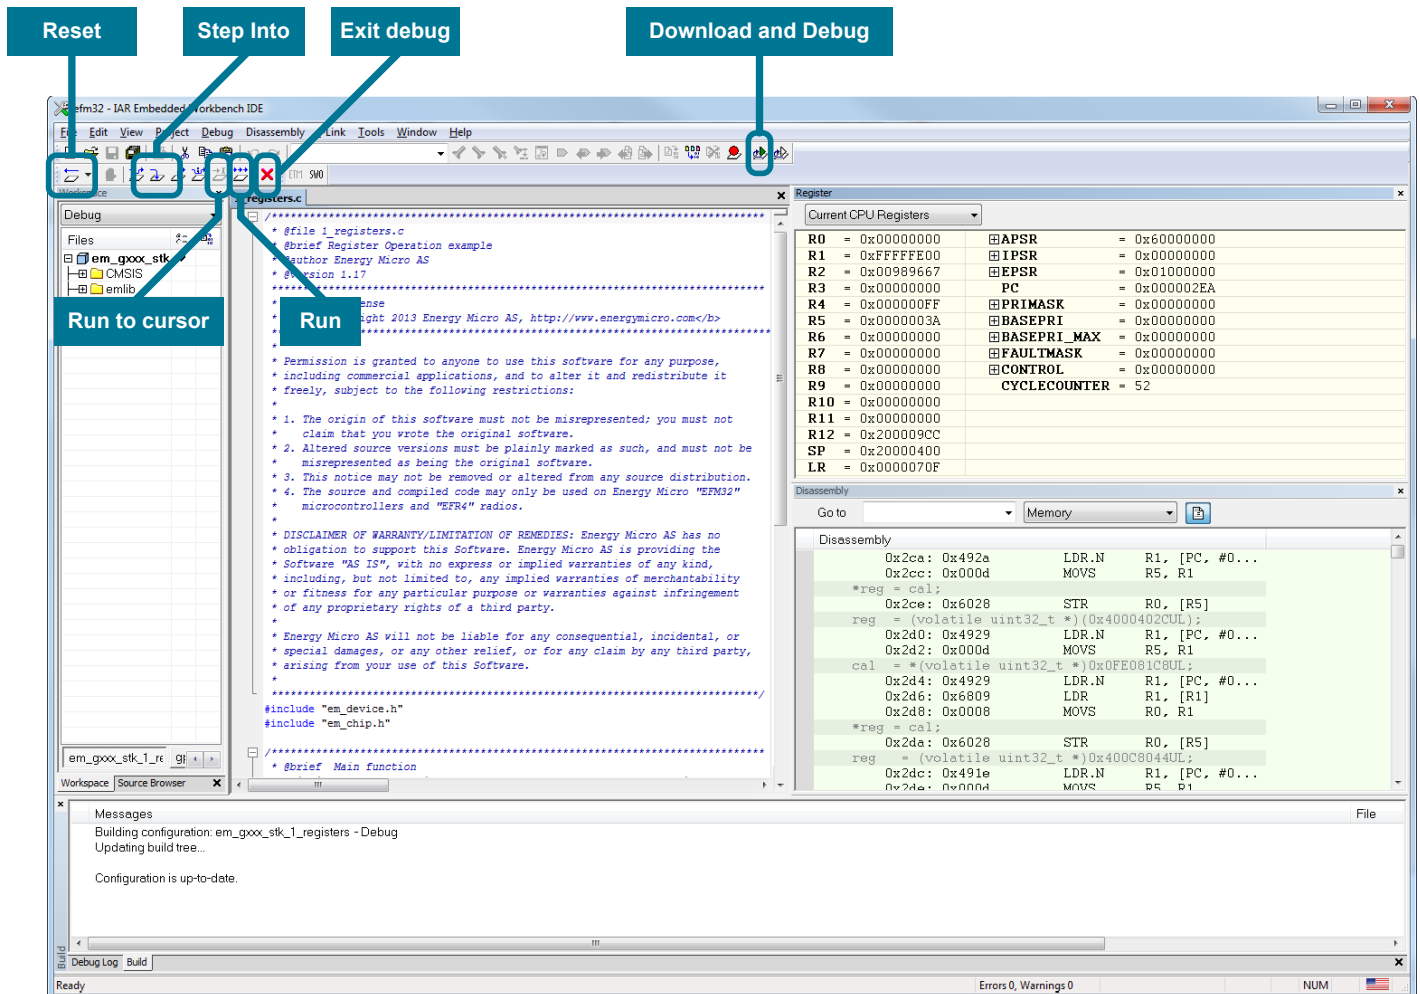 Reset
Step Into
Exit debug
Download and Debug
efm32 - IAR Embedded Workbench IDE
File Edit View Project Debug Disassembly Link Tools Window Help
ETM SWO
Workspace
Debug
Files
em_gxxx_stk
CMSIS
emlib
Run to cursor
Run
em_gxxx_stk_1_re
Workspace Source Browser
registers.c
/******************************************************************************
* @file 1_registers.c
* @brief Register Operation example
* @author Energy Micro AS
* @version 1.17
******************************************************************************
ense
ight 2013 Energy Micro AS, http://www.energymicro.com</b>
*******************************************************************************
*
* Permission is granted to anyone to use this software for any purpose,
* including commercial applications, and to alter it and redistribute it
* freely, subject to the following restrictions:
*
* 1. The origin of this software must not be misrepresented; you must not
*    claim that you wrote the original software.
* 2. Altered source versions must be plainly marked as such, and must not be
*    misrepresented as being the original software.
* 3. This notice may not be removed or altered from any source distribution.
* 4. The source and compiled code may only be used on Energy Micro "EFM32"
*    microcontrollers and "EFR4" radios.
*
* DISCLAIMER OF WARRANTY/LIMITATION OF REMEDIES: Energy Micro AS has no
* obligation to support this Software. Energy Micro AS is providing the
* Software "AS IS", with no express or implied warranties of any kind,
* including, but not limited to, any implied warranties of merchantability
* or fitness for any particular purpose or warranties against infringement
* of any proprietary rights of a third party.
*
* Energy Micro AS will not be liable for any consequential, incidental, or
* special damages, or any other relief, or for any claim by any third party,
* arising from your use of this Software.
*
*****************************************************************************/
#include "em_device.h"
#include "em_chip.h"
/******************************************************************************
* @brief  Main function
Register
Current CPU Registers
R0 = 0x00000000 APSR = 0x60000000
R1 = 0xFFFFFE00 IPSR = 0x00000000
R2 = 0x00989667 EPSR = 0x01000000
R3 = 0x00000000 PC = 0x000002EA
R4 = 0x000000FF PRIMASK = 0x00000000
R5 = 0x0000003A BASEPRI = 0x00000000
R6 = 0x00000000 BASEPRI_MAX = 0x00000000
R7 = 0x00000000 FAULTMASK = 0x00000000
R8 = 0x00000000 CONTROL = 0x00000000
R9 = 0x00000000 CYCLECOUNTER = 52
R10 = 0x00000000
R11 = 0x00000000
R12 = 0x200009CC
SP = 0x20000400
LR = 0x0000070F
Disassembly
Go to Memory
Disassembly
0x2ca: 0x492a LDR.N R1, [PC, #0...
0x2cc: 0x000d MOVS R5, R1
*reg = cal;
0x2ce: 0x6028 STR R0, [R5]
reg = (volatile uint32_t *)(0x4000402CUL);
0x2d0: 0x4929 LDR.N R1, [PC, #0...
0x2d2: 0x000d MOVS R5, R1
cal = *(volatile uint32_t *)0x0FE081C8UL;
0x2d4: 0x4929 LDR.N R1, [PC, #0...
0x2d6: 0x6809 LDR R1, [R1]
0x2d8: 0x0008 MOVS R0, R1
*reg = cal;
0x2da: 0x6028 STR R0, [R5]
reg = (volatile uint32_t *)0x400C8044UL;
0x2dc: 0x491e LDR.N R1, [PC, #0...
0x2de: 0x000d MOVS R5, R1
Messages File
Building configuration: em_gxxx_stk_1_registers - Debug
Updating build tree...
Configuration is up-to-date.
Build
Debug Log Build
Ready Errors 0, Warnings 0 NUM